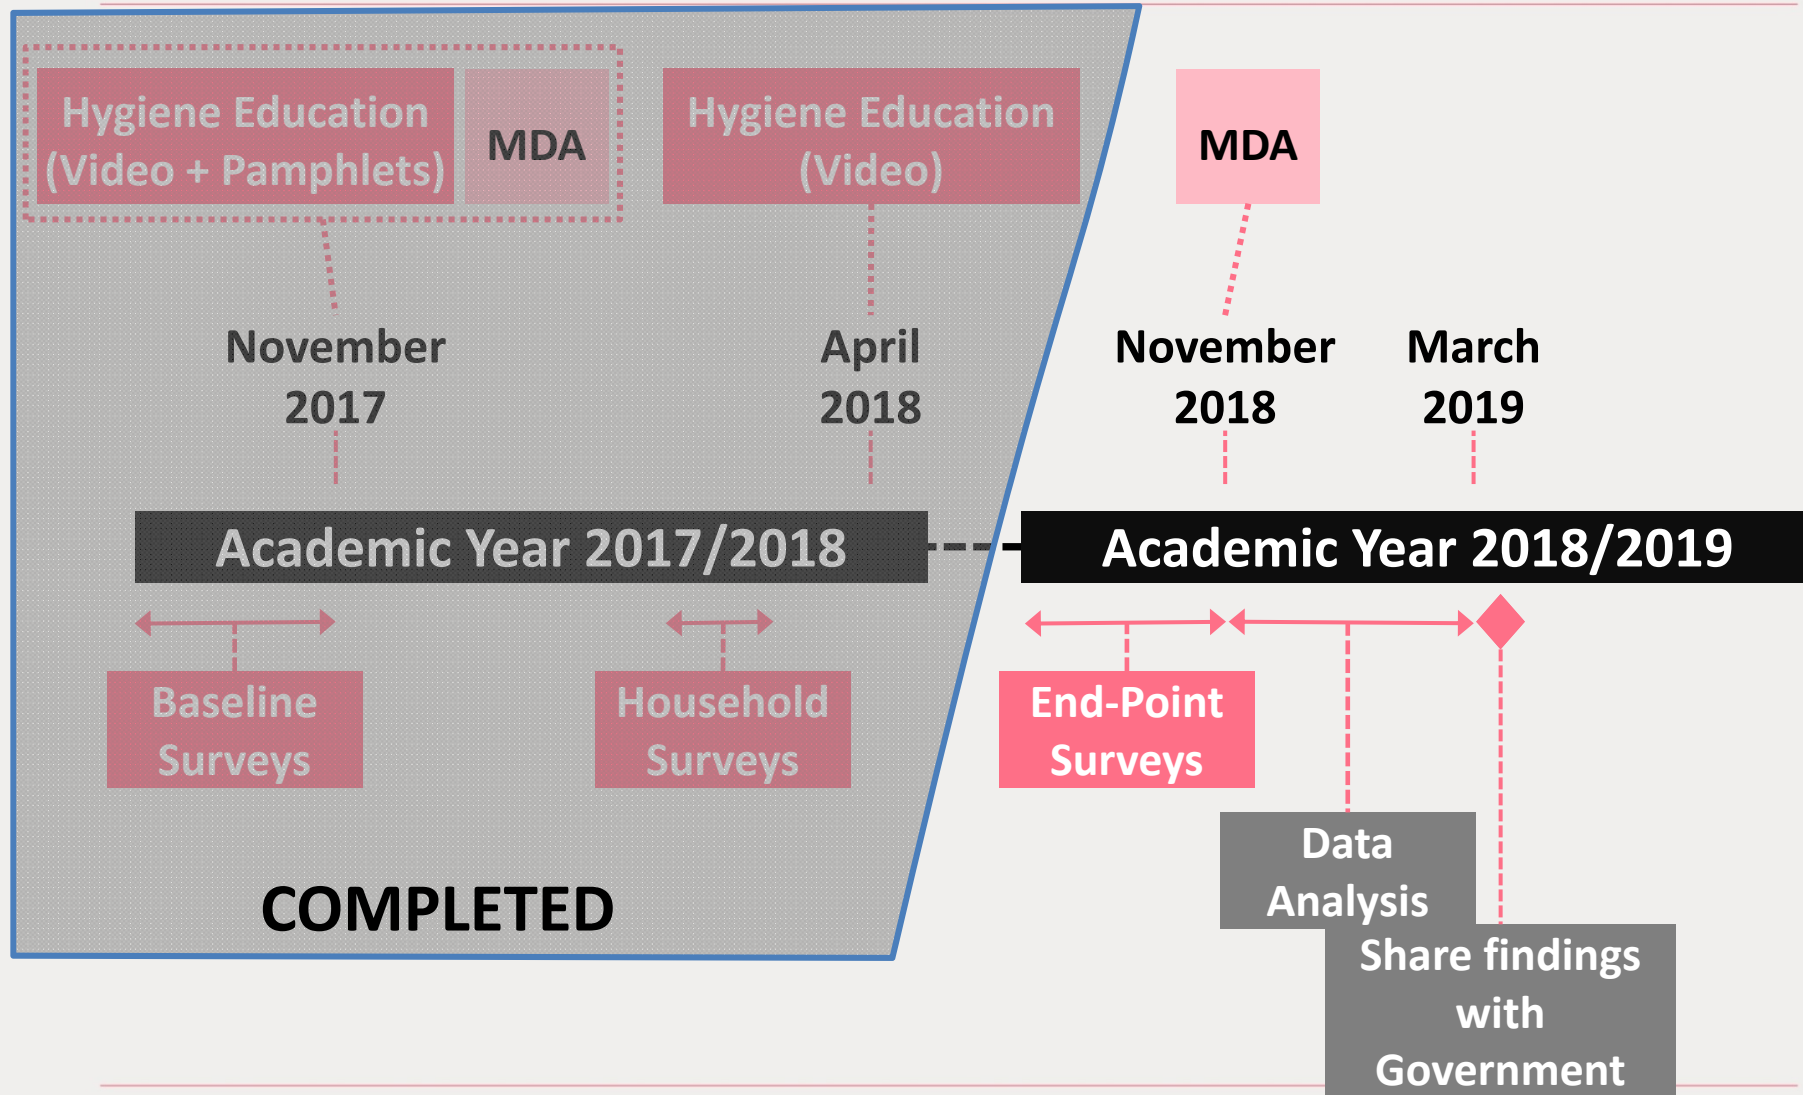 Hygiene Education
(Video + Pamphlets)
MDA
Hygiene Education
(Video)
MDA
November
2017
April
2018
November
2018
March
2019
Academic Year 2017/2018
Academic Year 2018/2019
Baseline
Surveys
Household
Surveys
End-Point
Surveys
Data
Analysis
COMPLETED
Share findings
with
Government